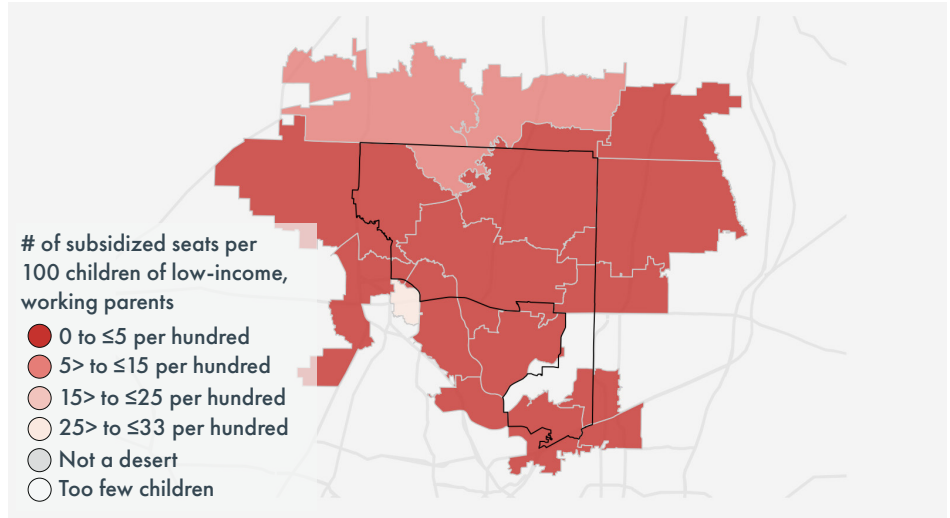 # of subsidized seats per
100 children of low-income,
working parents
0 to ≤5 per hundred
5> to ≤15 per hundred
15> to ≤25 per hundred
25> to ≤33 per hundred
Not a desert
Too few children